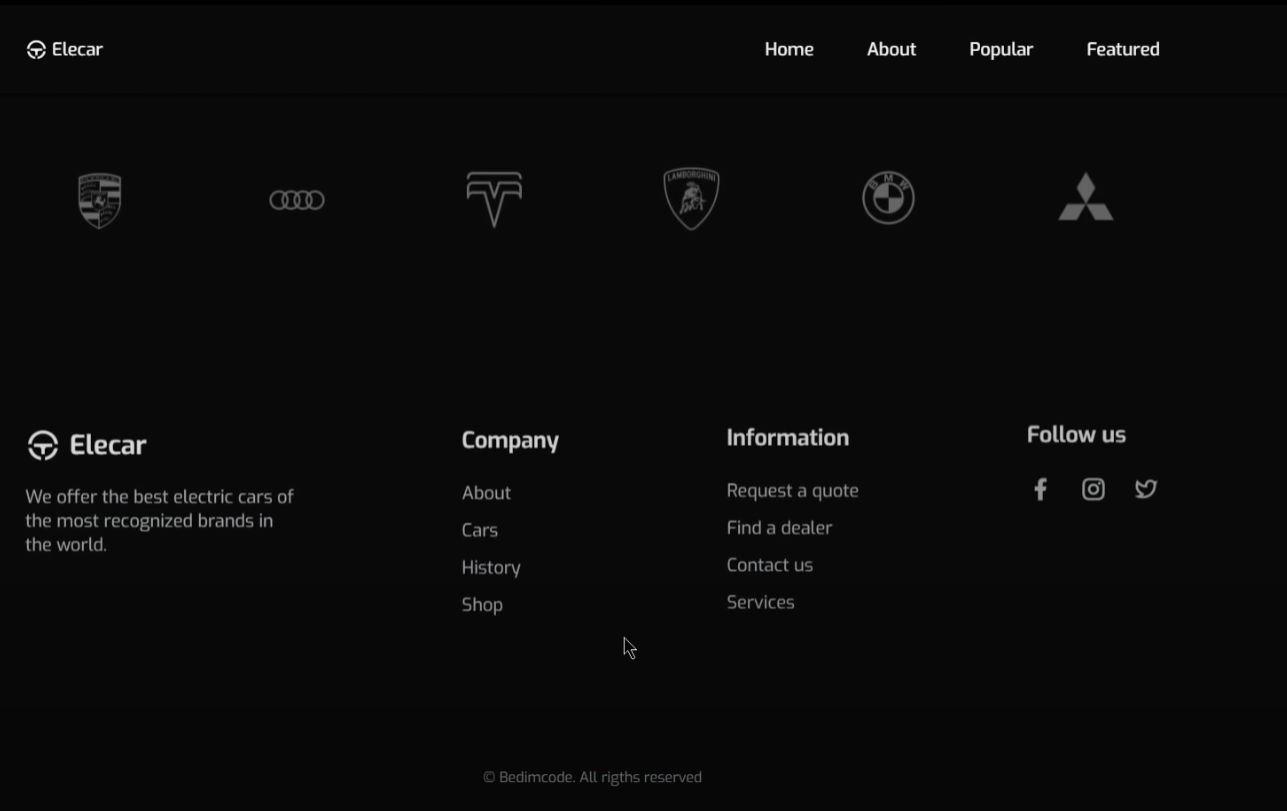 Elecar
Home About Popular Featured
LAMBORGHINI
BMW
Elecar
We offer the best electric cars of
the most recognized brands in
the world.
Company
About
Cars
History
Shop
Information
Request a quote
Find a dealer
Contact us
Services
Follow us
© Bedimcode. All rigths reserved